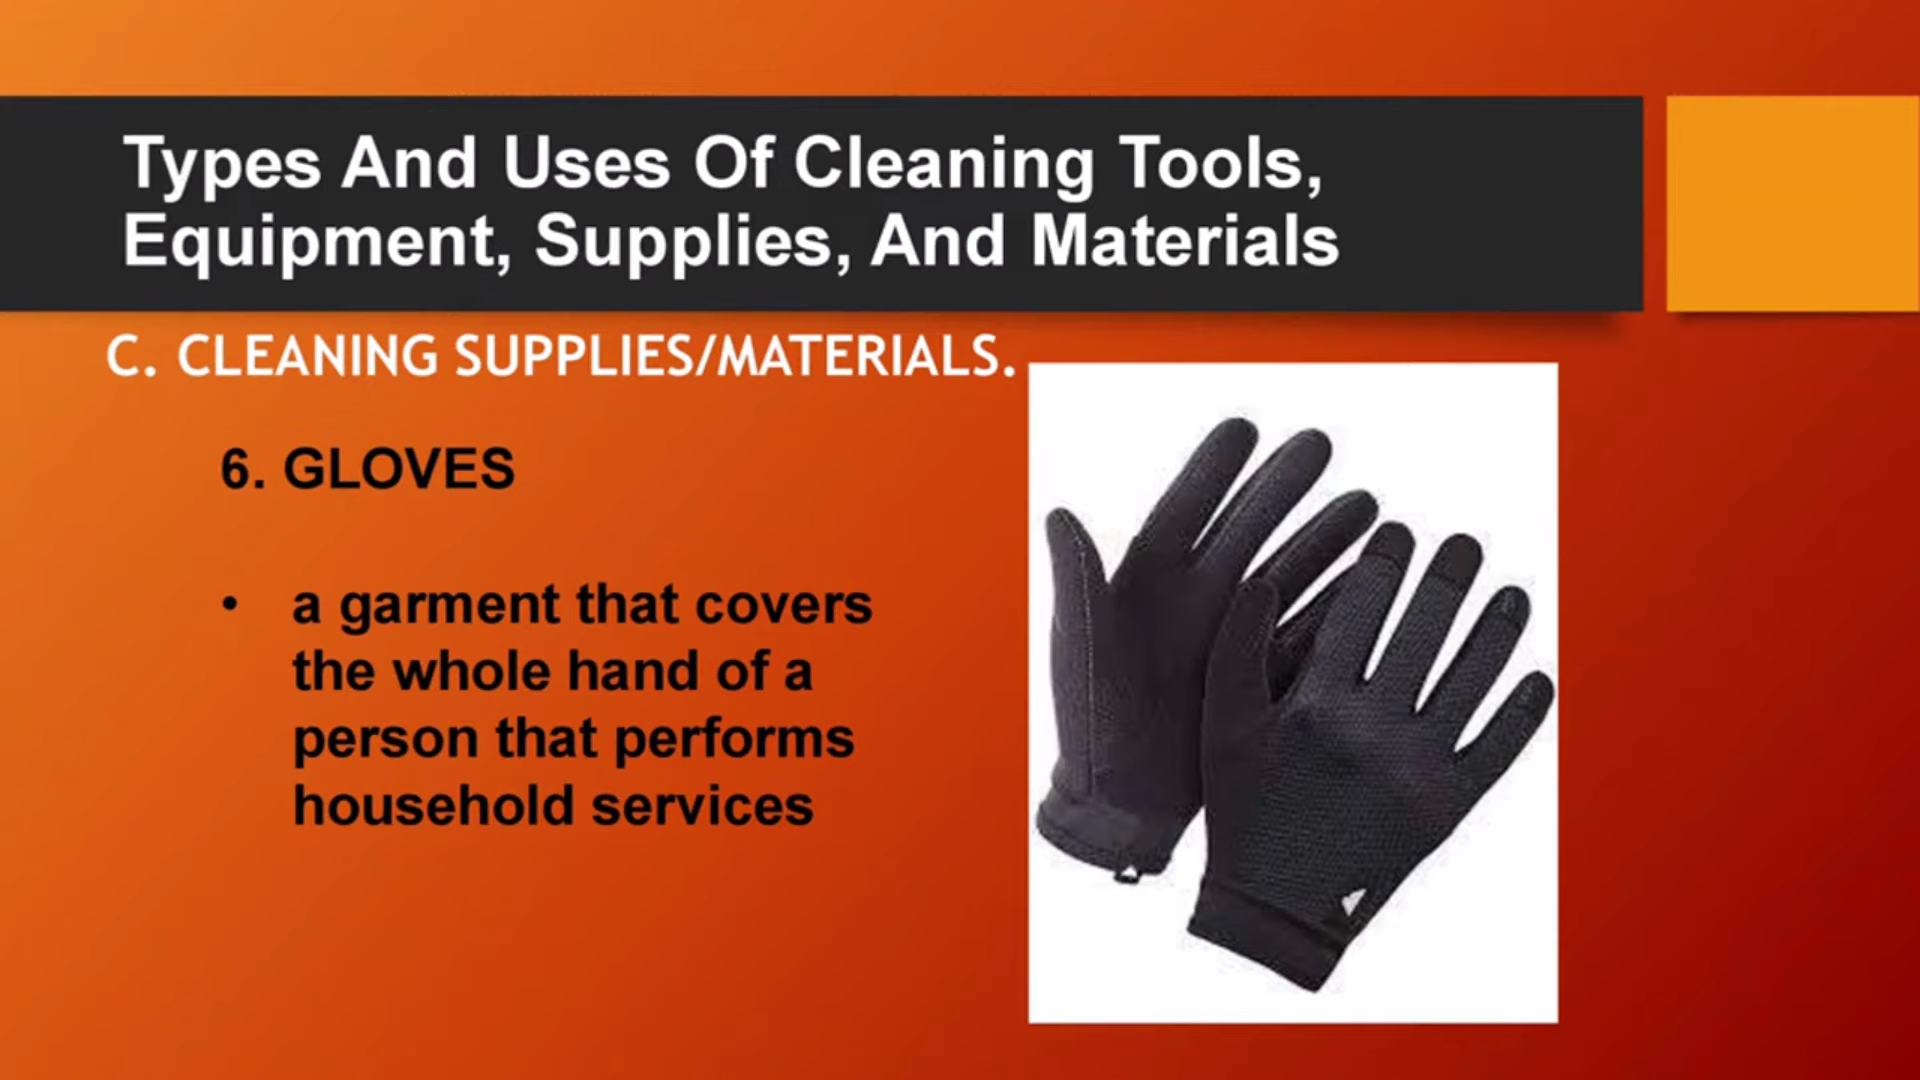 Types And Uses Of Cleaning Tools,
Equipment, Supplies, And Materials
C. CLEANING SUPPLIES/MATERIALS.
6. GLOVES
• a garment that covers
the whole hand of a
person that performs
household services